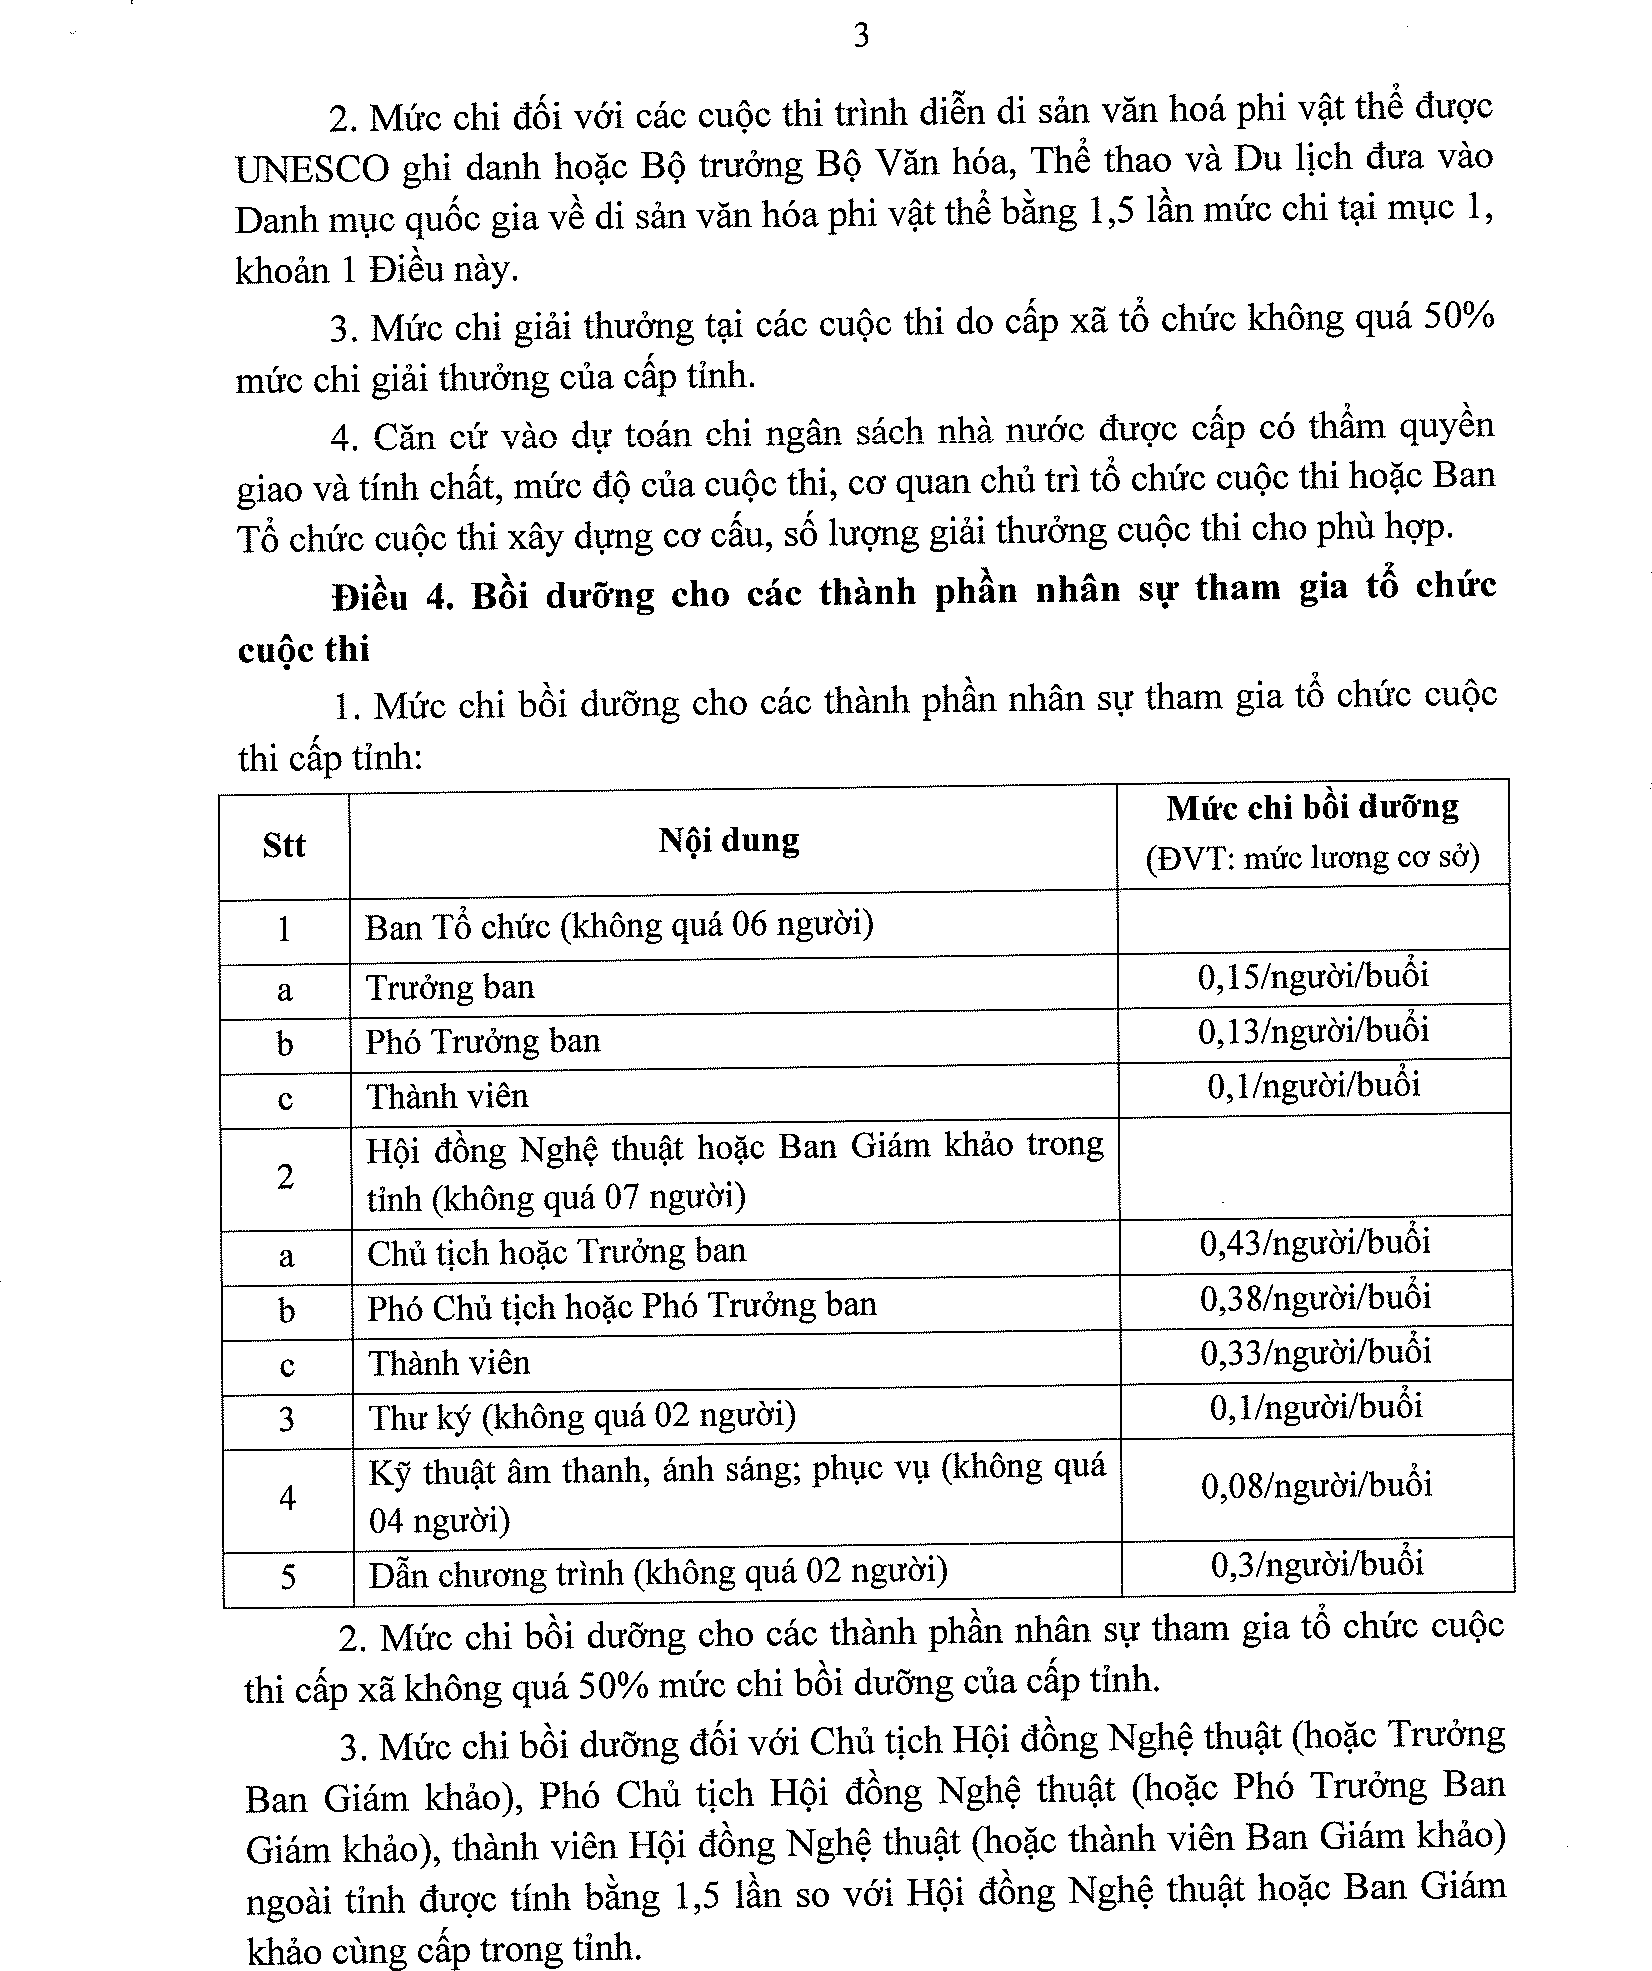 3
2. Mức chi đối với các cuộc thi trình diễn di sản văn hoá phi vật thể được
UNESCO ghi danh hoặc Bộ trưởng Bộ Văn hóa, Thể thao và Du lịch đưa vào
Danh mục quốc gia về di sản văn hóa phi vật thể bằng 1,5 lần mức chi tại mục 1,
khoản 1 Điều này.
3. Mức chi giải thưởng tại các cuộc thi do cấp xã tổ chức không quá 50%
mức chi giải thưởng của cấp tỉnh.
4. Căn cứ vào dự toán chi ngân sách nhà nước được cấp có thẩm quyền
giao và tính chất, mức độ của cuộc thi, cơ quan chủ trì tổ chức cuộc thi hoặc Ban
Tổ chức cuộc thi xây dựng cơ cấu, số lượng giải thưởng cuộc thi cho phù hợp.
Điều 4. Bồi dưỡng cho các thành phần nhân sự tham gia tổ chức
cuộc thi
1. Mức chi bồi dưỡng cho các thành phần nhân sự tham gia tổ chức cuộc
thi cấp tỉnh:
Stt Nội dung Mức chi bồi dưỡng
(ĐVT: mức lương cơ sở)
1 Ban Tổ chức (không quá 06 người)
a Trưởng ban 0,15/người/buổi
b Phó Trưởng ban 0,13/người/buổi
c Thành viên 0,1/người/buổi
2 Hội đồng Nghệ thuật hoặc Ban Giám khảo trong
tỉnh (không quá 07 người)
a Chủ tịch hoặc Trưởng ban 0,43/người/buổi
b Phó Chủ tịch hoặc Phó Trưởng ban 0,38/người/buổi
c Thành viên 0,33/người/buổi
3 Thư ký (không quá 02 người) 0,1/người/buổi
4 Kỹ thuật âm thanh, ánh sáng; phục vụ (không quá
04 người) 0,08/người/buổi
5 Dẫn chương trình (không quá 02 người) 0,3/người/buổi
2. Mức chi bồi dưỡng cho các thành phần nhân sự tham gia tổ chức cuộc
thi cấp xã không quá 50% mức chi bồi dưỡng của cấp tỉnh.
3. Mức chi bồi dưỡng đối với Chủ tịch Hội đồng Nghệ thuật (hoặc Trưởng
Ban Giám khảo), Phó Chủ tịch Hội đồng Nghệ thuật (hoặc Phó Trưởng Ban
Giám khảo), thành viên Hội đồng Nghệ thuật (hoặc thành viên Ban Giám khảo)
ngoài tỉnh được tính bằng 1,5 lần so với Hội đồng Nghệ thuật hoặc Ban Giám
khảo cùng cấp trong tỉnh.